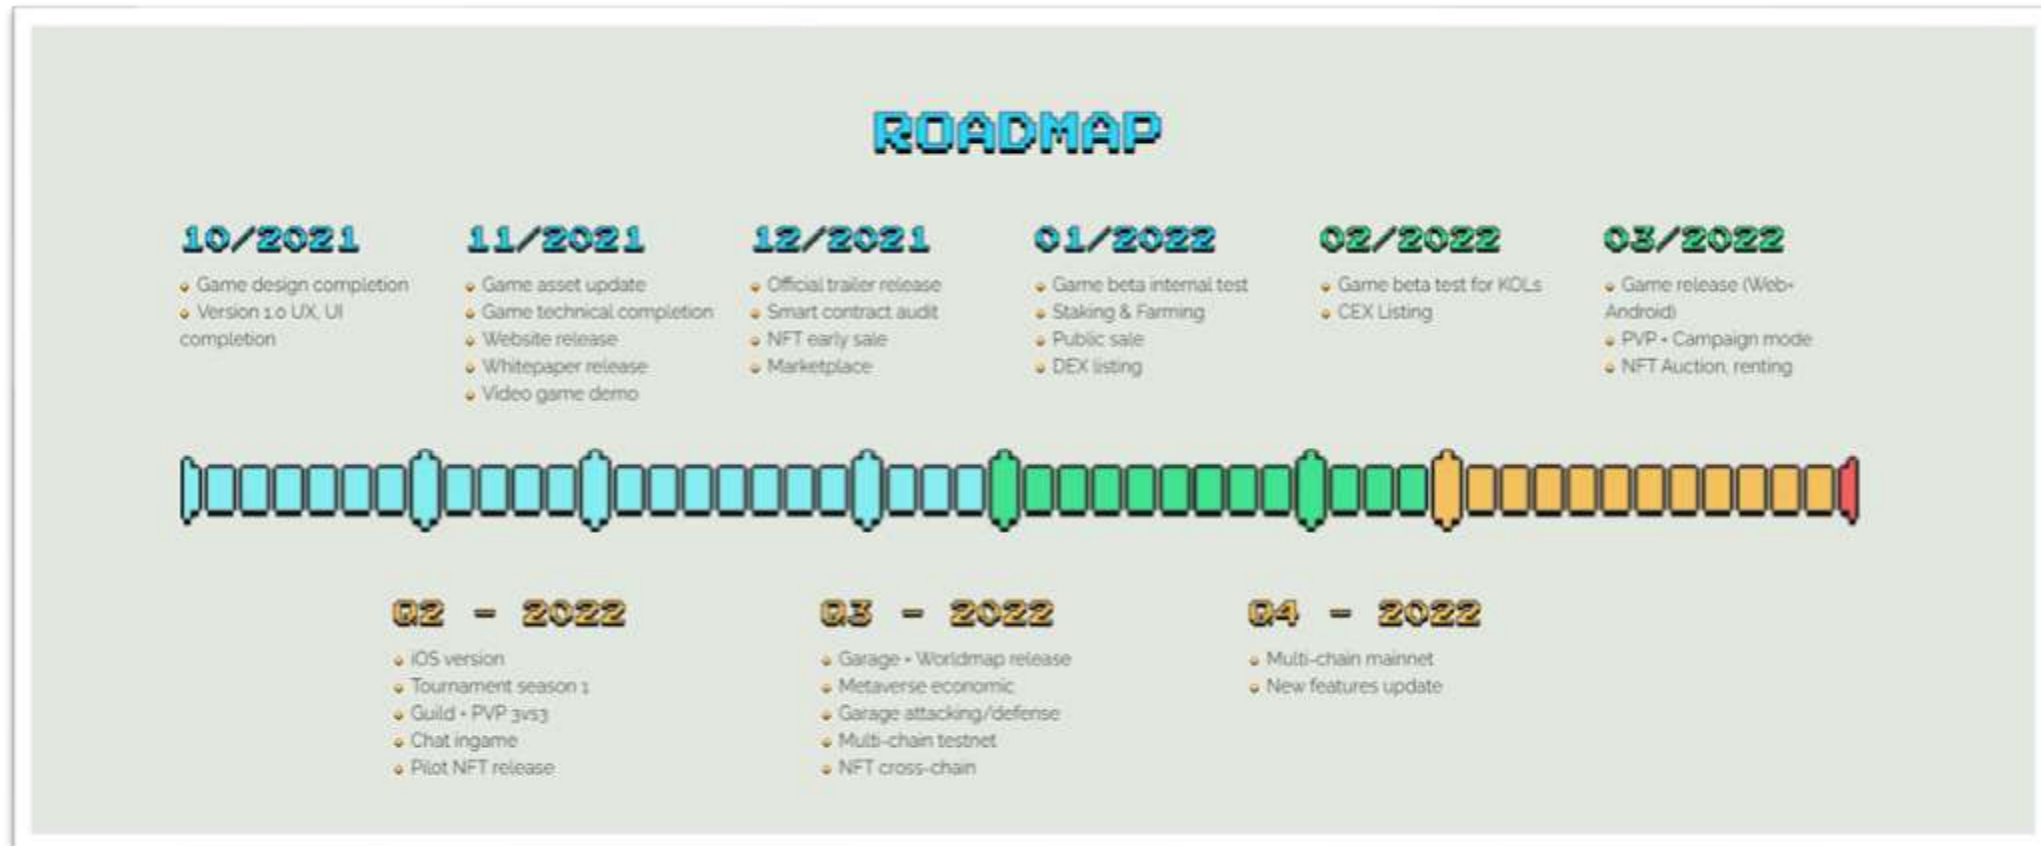 ROADMAP
10/2021
Game design completion
Version 1.0 UX, UI
completion
11/2021
Game asset update
Game technical completion
Website release
Whitepaper release
Video game demo
12/2021
Official trailer release
Smart contract audit
NFT early sale
Marketplace
01/2022
Game beta internal test
Staking & Farming
Public sale
DEX listing
02/2022
Game beta test for KOLs
CEX Listing
03/2022
Game release (Web+
Android)
PVP + Campaign mode
NFT Auction, renting
Q2 - 2022
iOS version
Tournament season 1
Guild + PVP 3vs3
Chat ingame
Pilot NFT release
Q3 - 2022
Garage + Worldmap release
Metaverse economic
Garage attacking/defense
Multi-chain testnet
NFT cross-chain
Q4 - 2022
Multi-chain mainnet
New features update